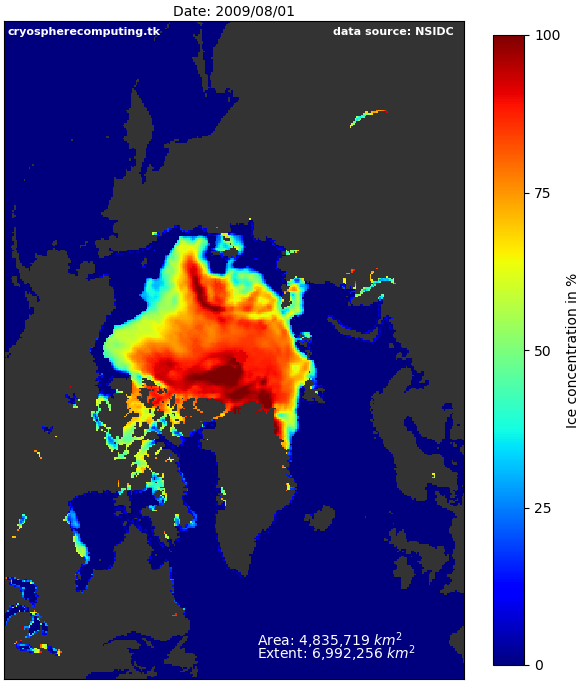 Date: 2009/08/01
cryospherecomputing.tk
data source: NSIDC
100
75
50
25
0
Ice concentration in %
Area: 4,835,719 km²
Extent: 6,992,256 km²